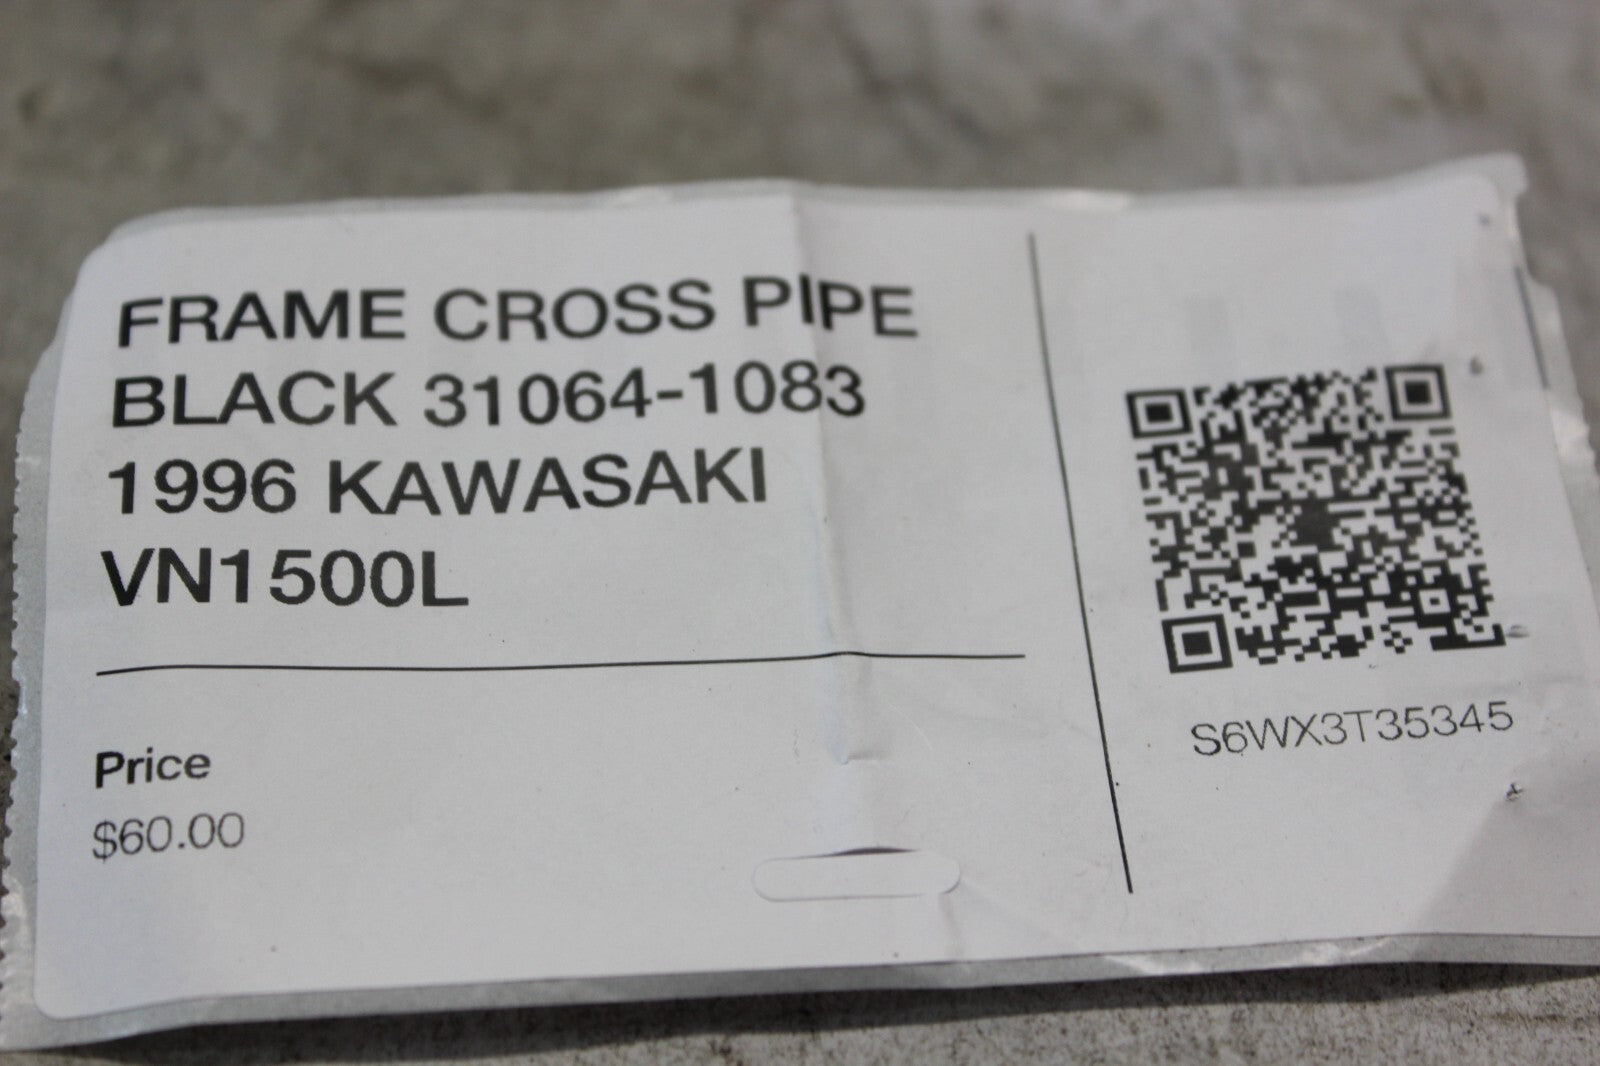 FRAME CROSS PIPE
BLACK 31064-1083
1996 KAWASAKI
VN1500L
Price
$60.00
S6WX3T35345